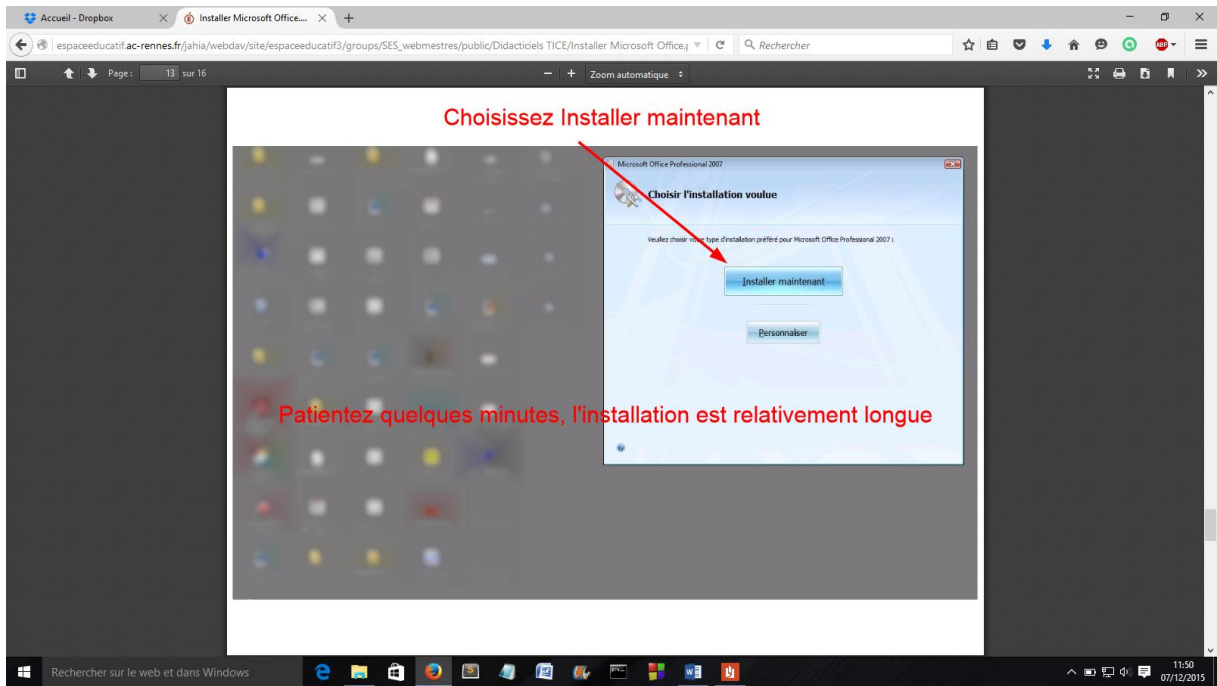 Accueil - Dropbox
Installer Microsoft Office....
espaceeducatif.ac-rennes.fr/jahia/webdav/site/espaceeducatif3/groups/SES_webmestres/public/Didacticiels TICE/Installer Microsoft Office.p
Rechercher
ABP
Page :
13
sur 16
Zoom automatique
Choisissez Installer maintenant
Microsoft Office Professional 2007
Choisir l'installation voulue
Veuillez choisir votre type d'installation préféré pour Microsoft Office Professional 2007 :
Installer maintenant
Personnaliser
Patientez quelques minutes, l'installation est relativement longue
Rechercher sur le web et dans Windows
11:50
07/12/2015